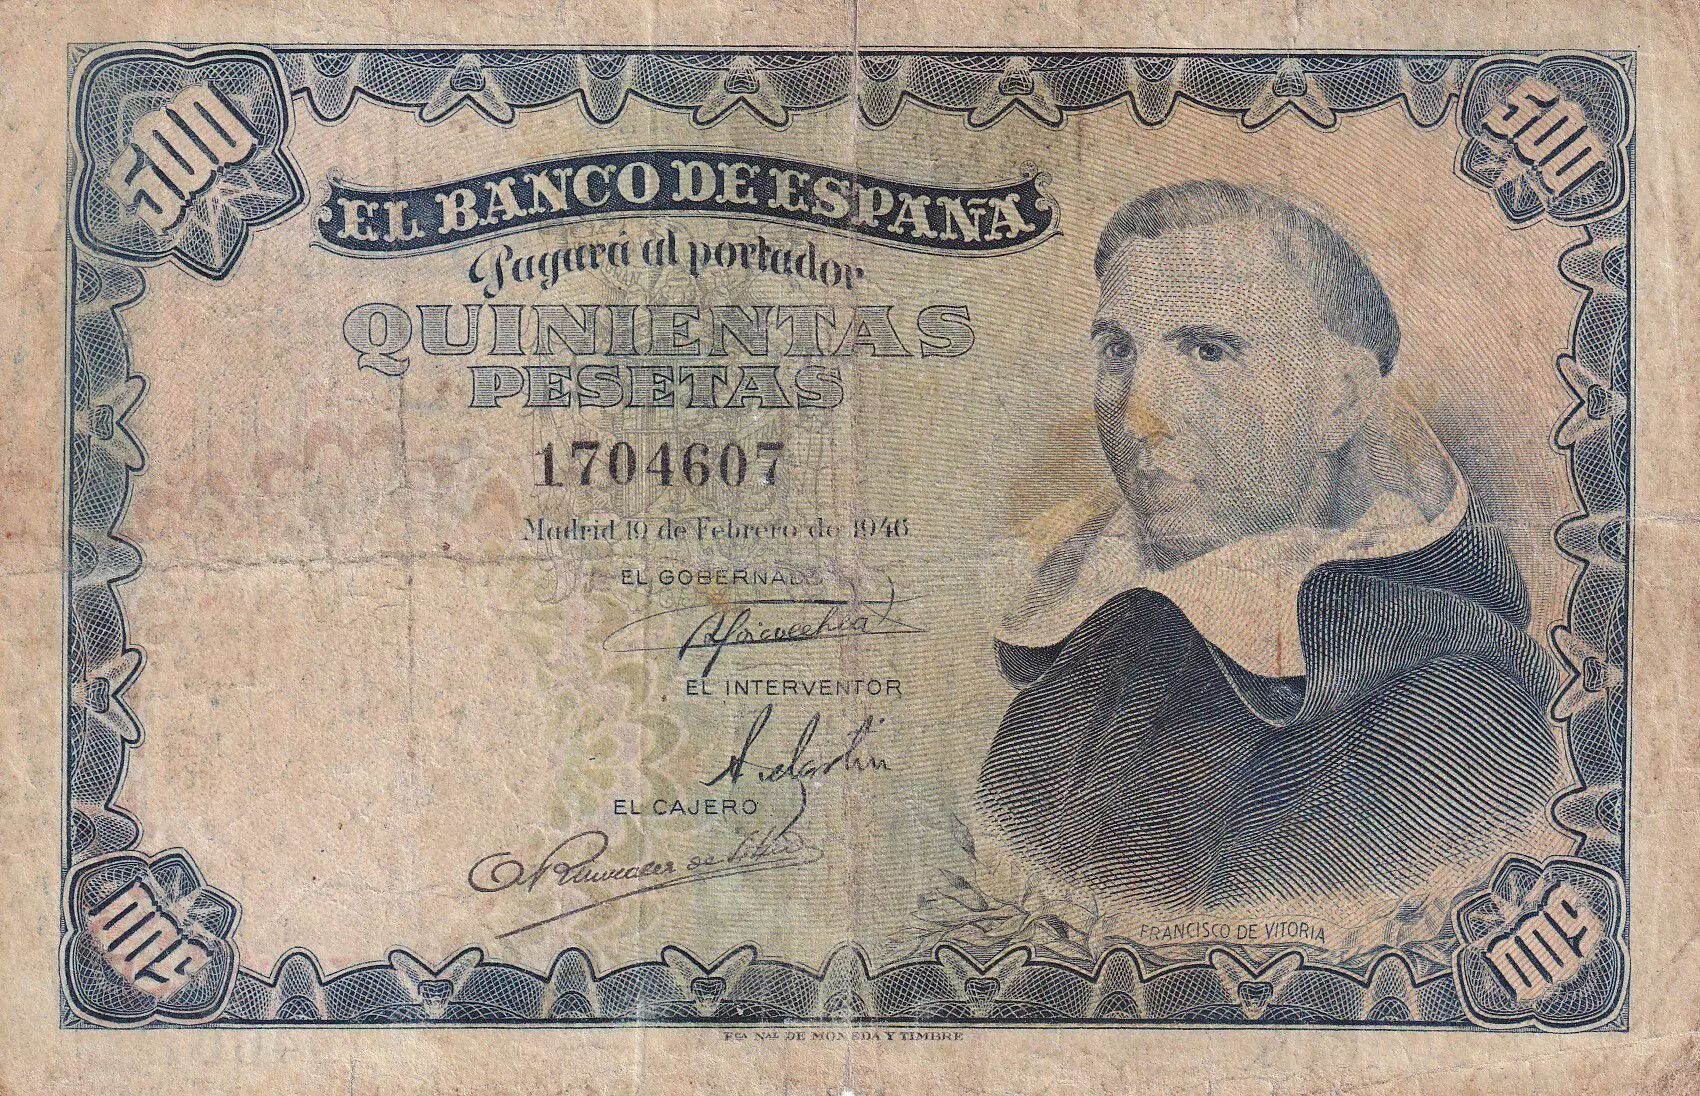 500
500
EL BANCO DE ESPAÑA
Pagará al portador
QUINIENTAS
PESETAS
1704607
Madrid 19 de Febrero de 1946
EL GOBERNADOR
EL INTERVENTOR
EL CAJERO
FRANCISCO DE VITORIA
500
500
FCA NAL DE MONEDA Y TIMBRE